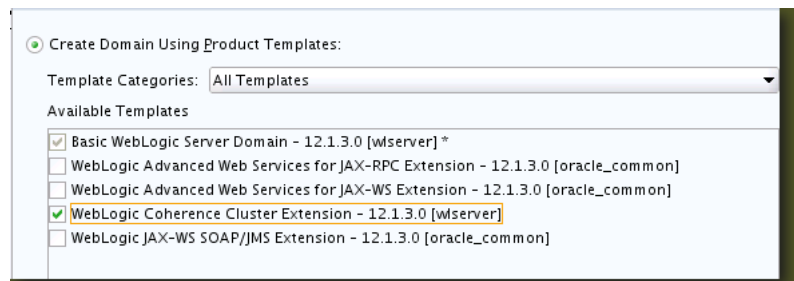 Create Domain Using Product Templates:
Template Categories: All Templates
Available Templates
Basic WebLogic Server Domain - 12.1.3.0 [wlserver] *
WebLogic Advanced Web Services for JAX-RPC Extension - 12.1.3.0 [oracle_common]
WebLogic Advanced Web Services for JAX-WS Extension - 12.1.3.0 [oracle_common]
WebLogic Coherence Cluster Extension - 12.1.3.0 [wlserver]
WebLogic JAX-WS SOAP/JMS Extension - 12.1.3.0 [oracle_common]